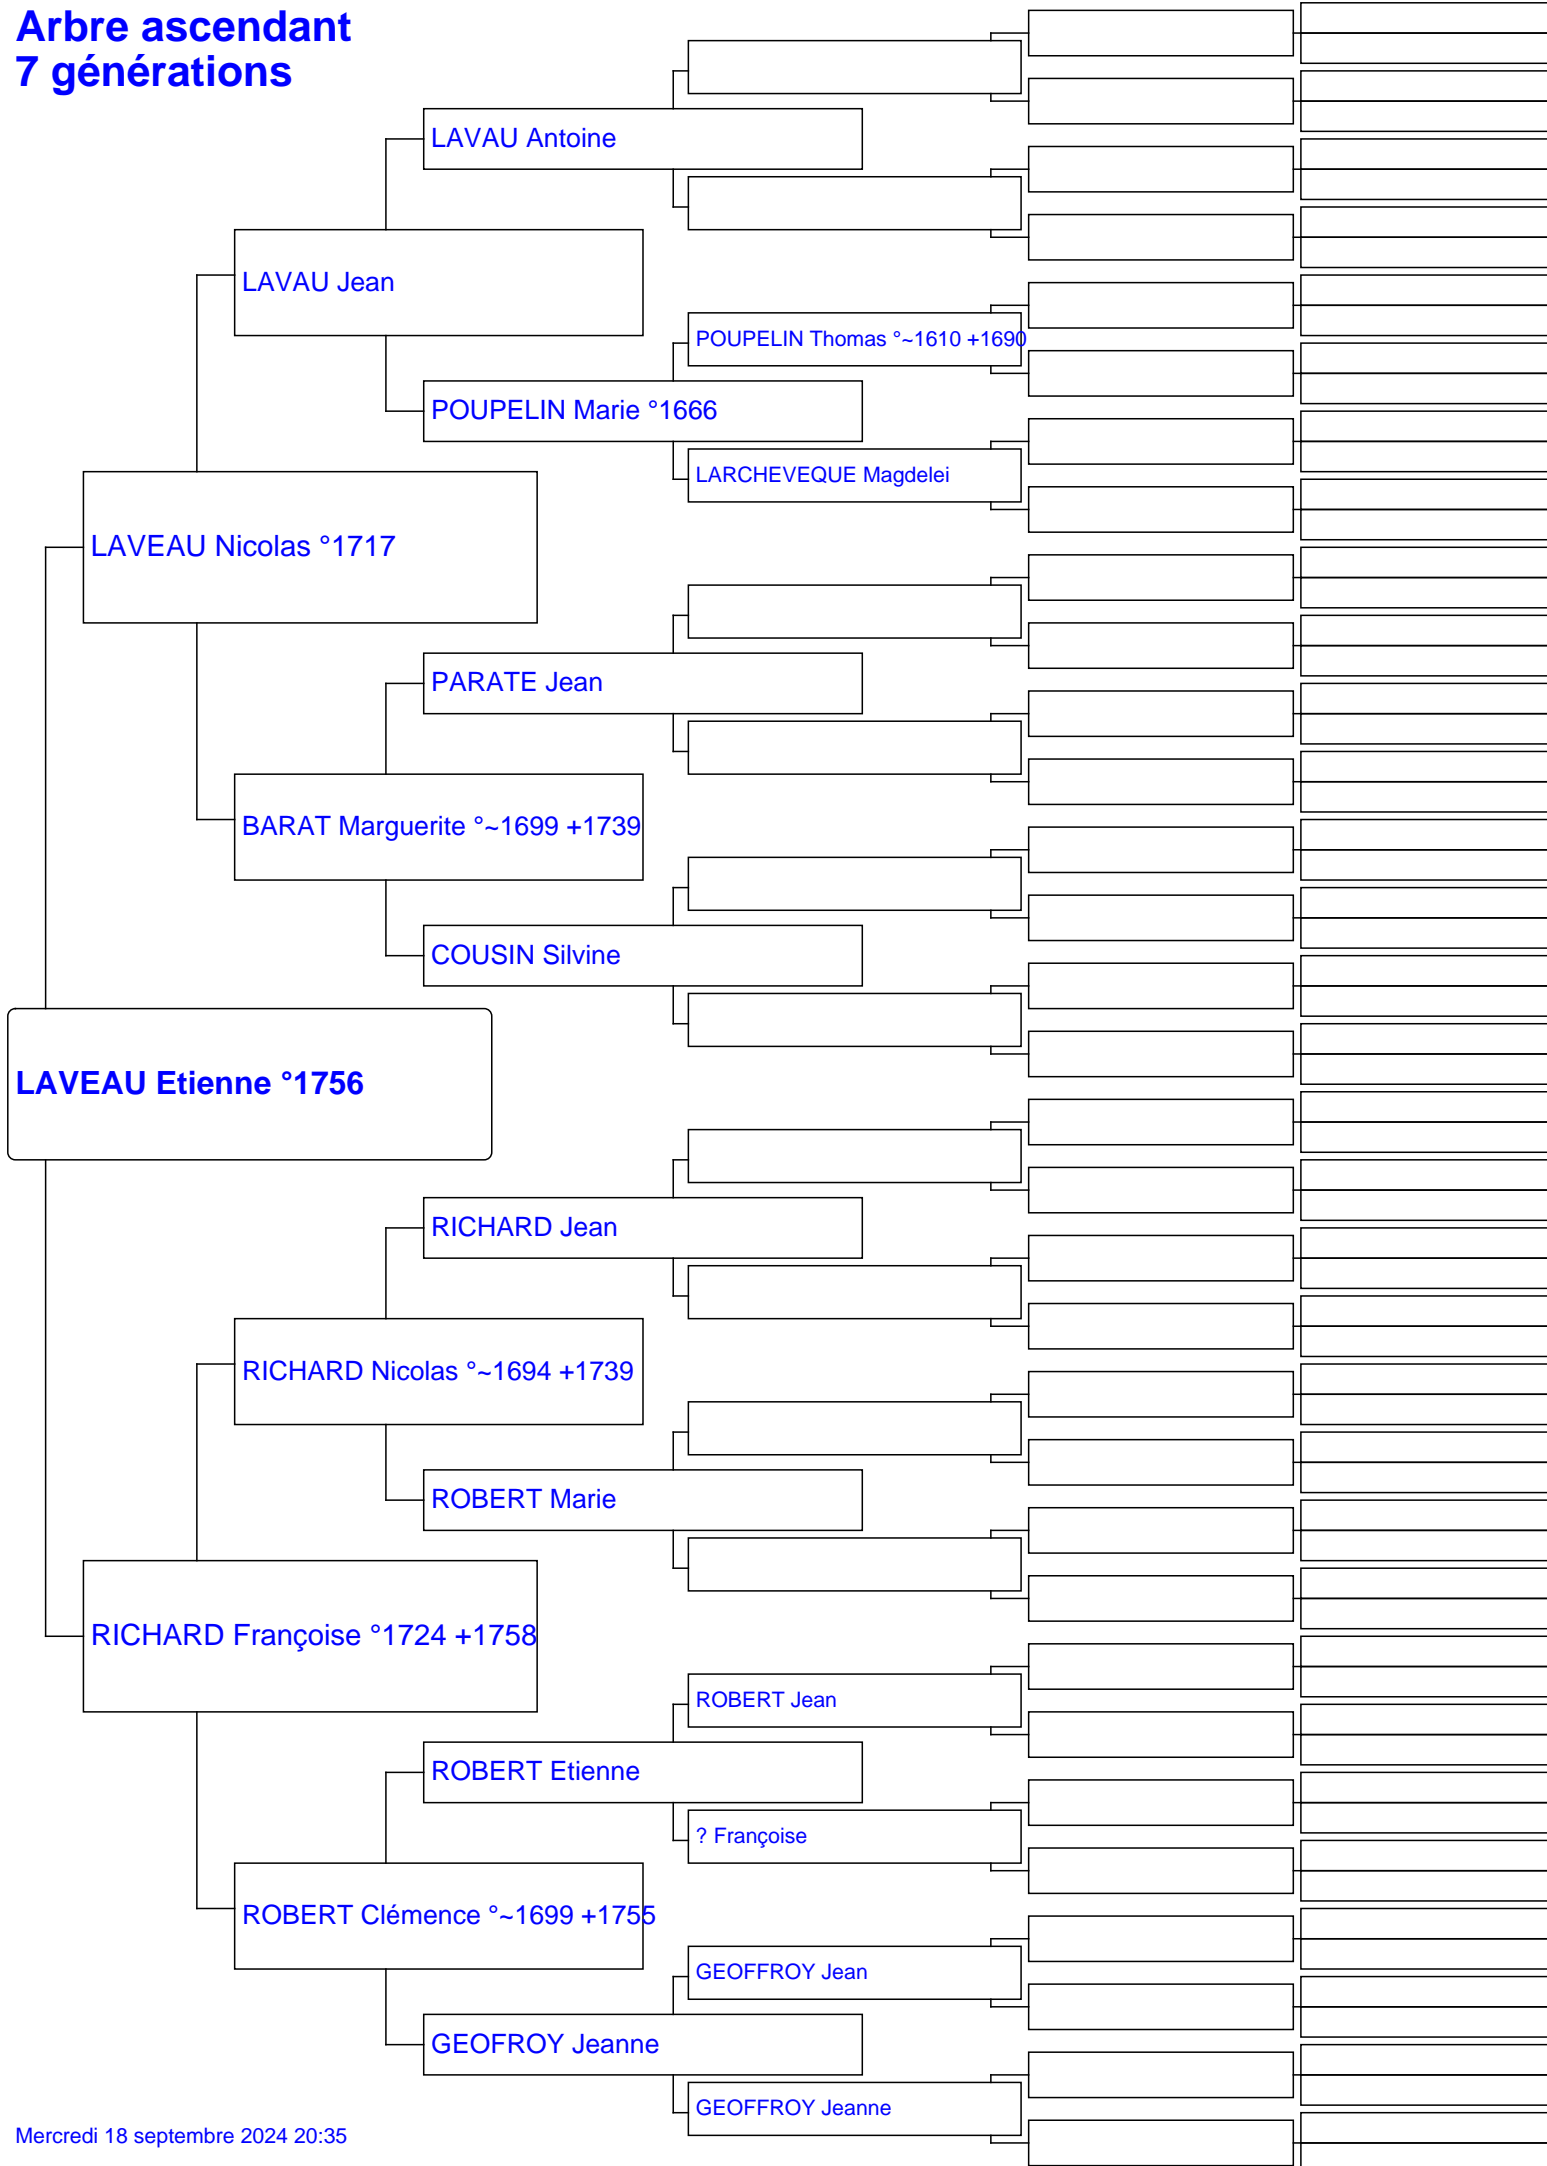 Arbre ascendant
7 générations
LAVAU Antoine
LAVAU Jean
POUPELIN Thomas °~1610 +1690
POUPELIN Marie °1666
LARCHEVEQUE Magdelei
LAVEAU Nicolas °1717
PARATE Jean
BARAT Marguerite °~1699 +1739
COUSIN Silvine
LAVEAU Etienne °1756
RICHARD Jean
RICHARD Nicolas °~1694 +1739
ROBERT Marie
RICHARD Françoise °1724 +1758
ROBERT Jean
ROBERT Etienne
? Françoise
ROBERT Clémence °~1699 +1755
GEOFFROY Jean
GEOFROY Jeanne
GEOFFROY Jeanne
Mercredi 18 septembre 2024 20:35